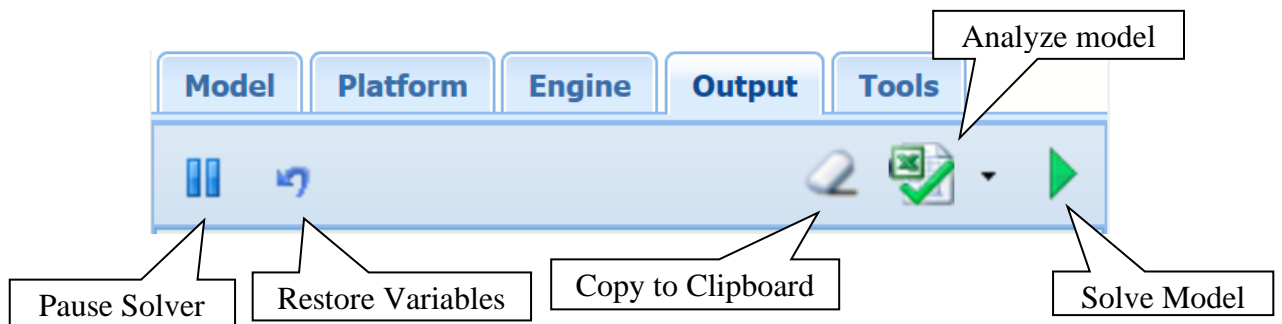 Analyze model
Model Platform Engine Output Tools
Pause Solver Restore Variables Copy to Clipboard Solve Model